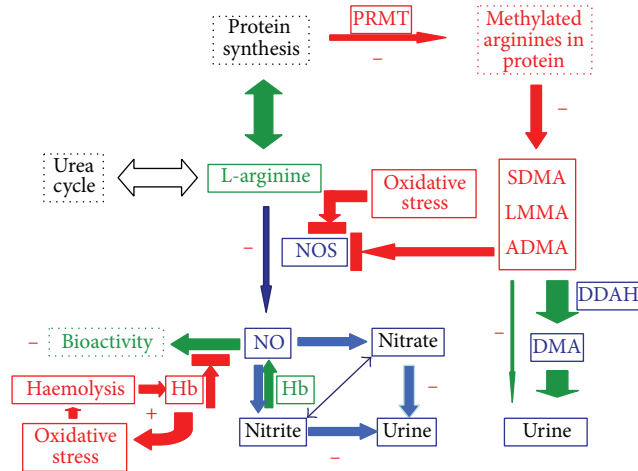 Protein
synthesis
PRMT
–
Methylated
arginines in
protein
–
Urea
cycle
L-arginine
Oxidative
stress
SDMA
LMMA
ADMA
–
NOS
DDAH
–
–
Bioactivity
NO
Nitrate
DMA
Haemolysis
Hb
Hb
–
+
Oxidative
stress
Nitrite
–
Urine
Urine